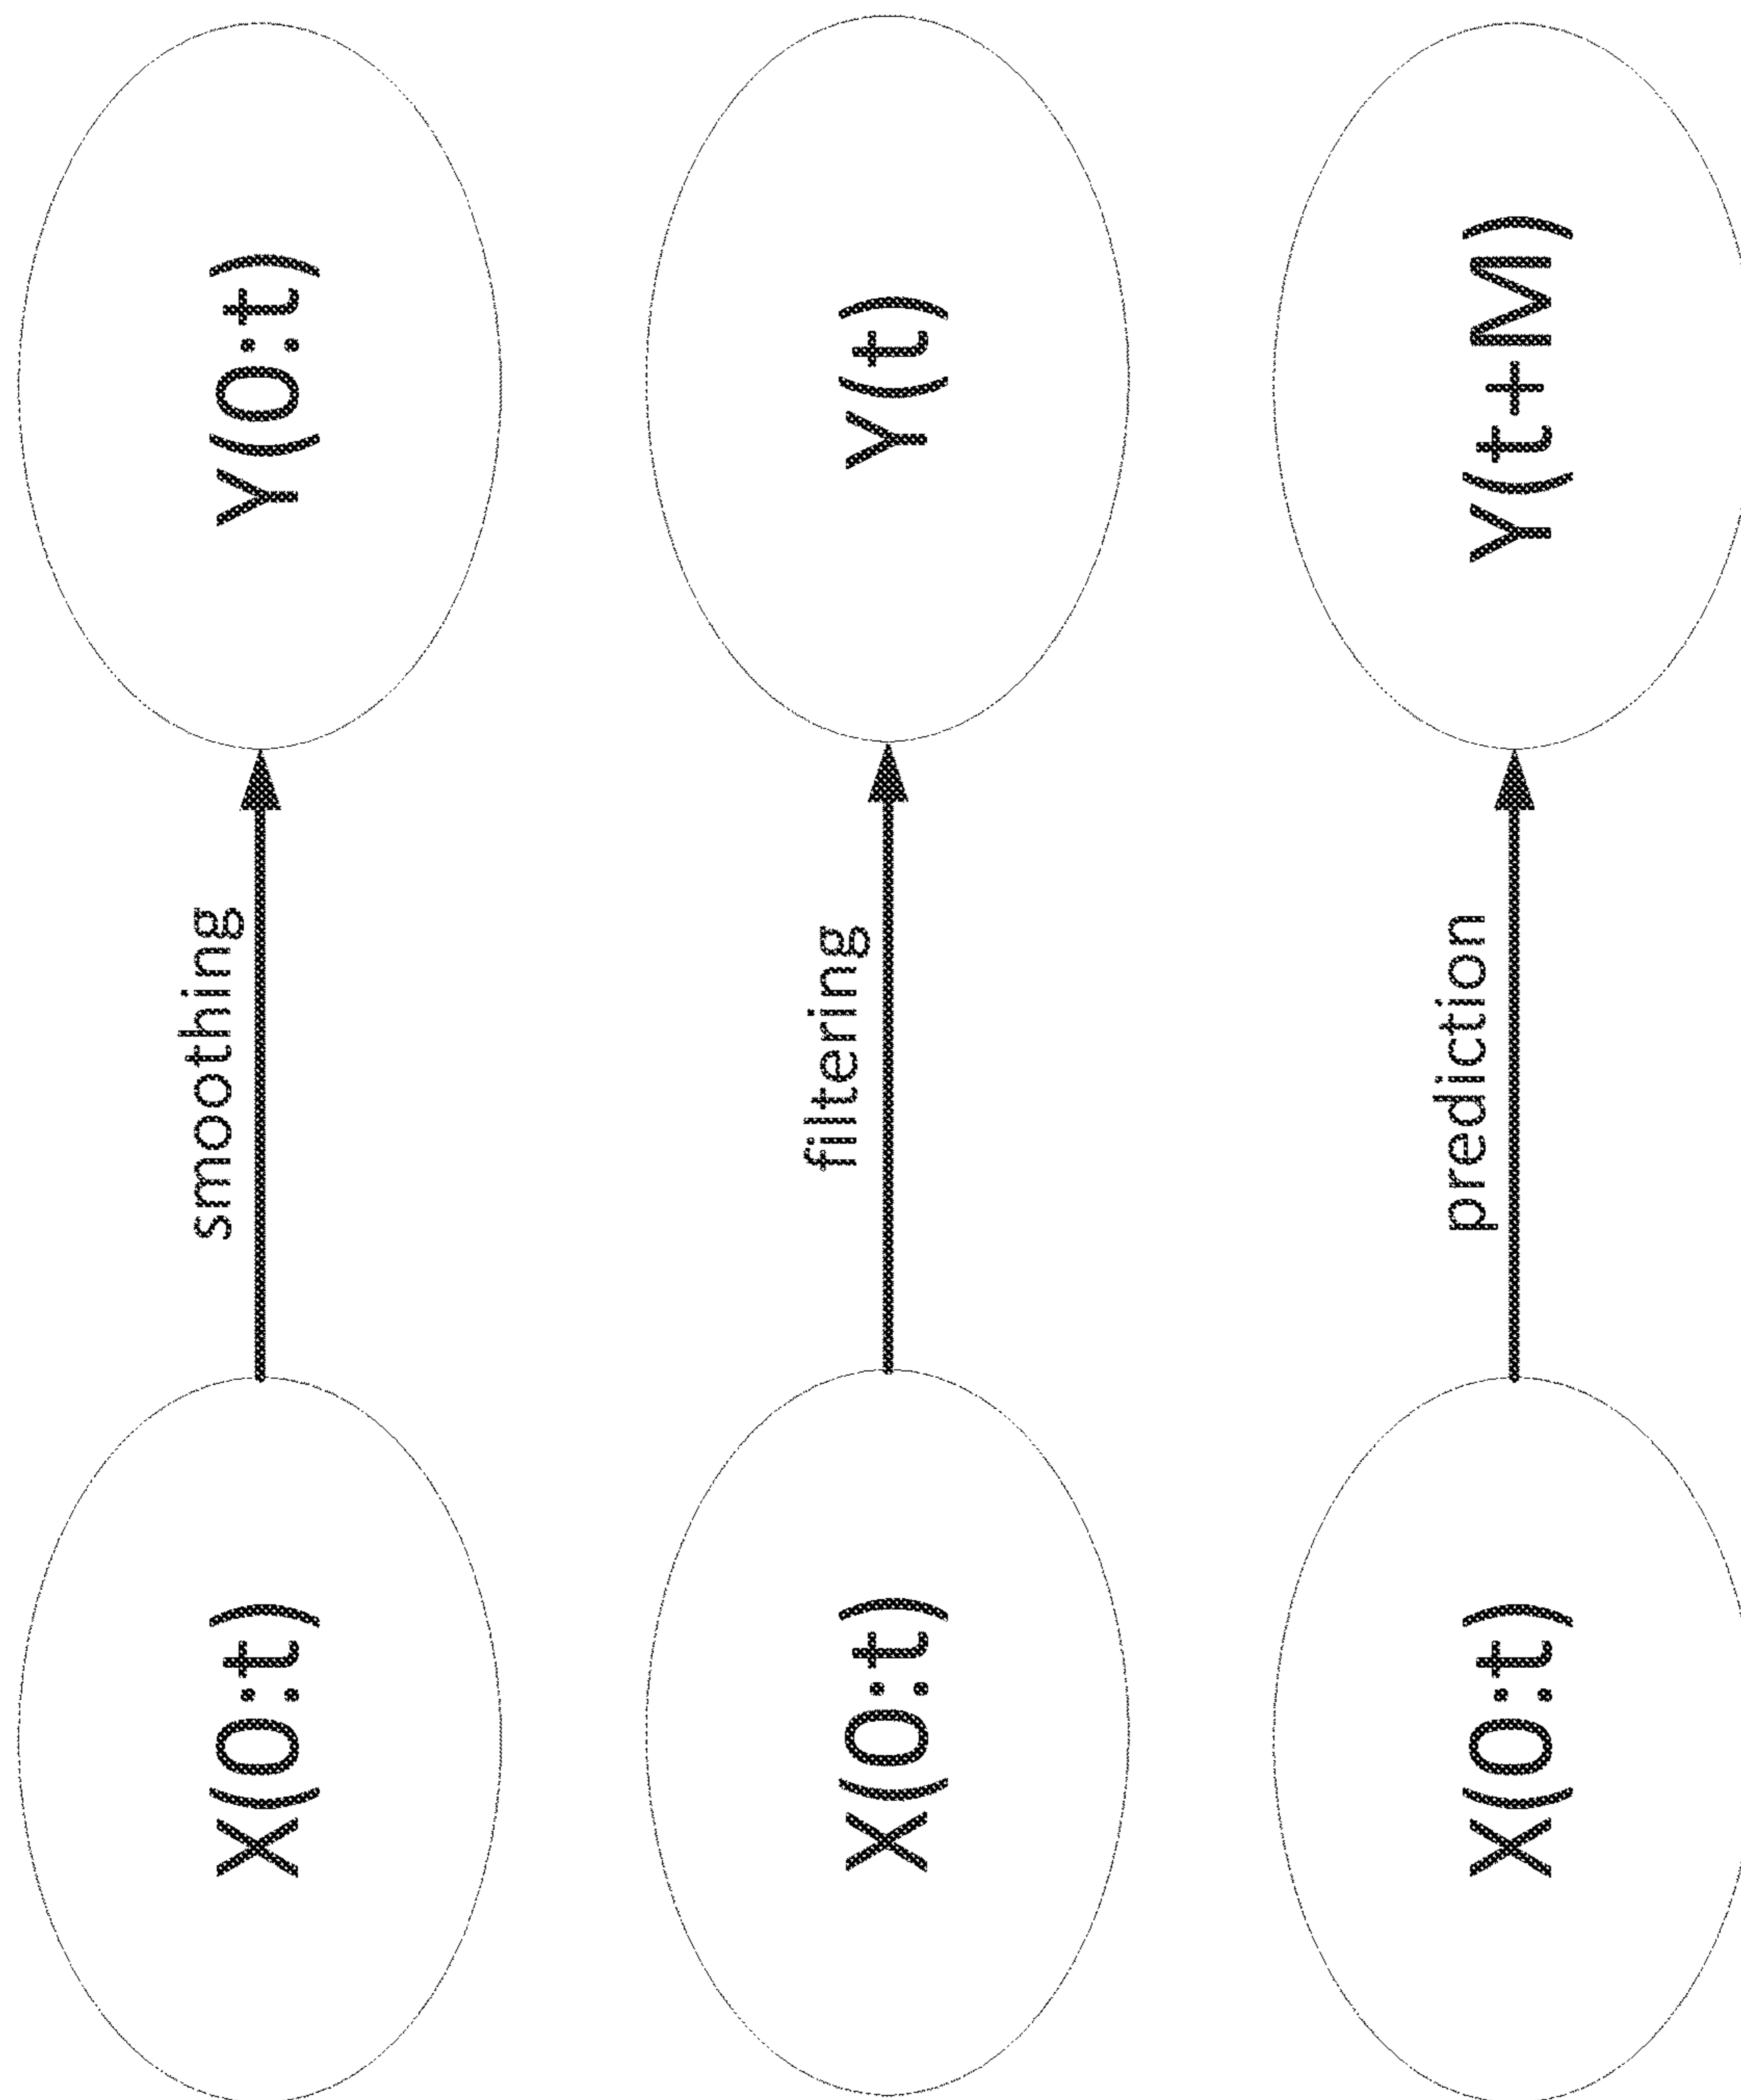 X(0:t) smoothing Y(0:t)
X(0:t) filtering Y(t)
X(0:t) prediction Y(t+M)